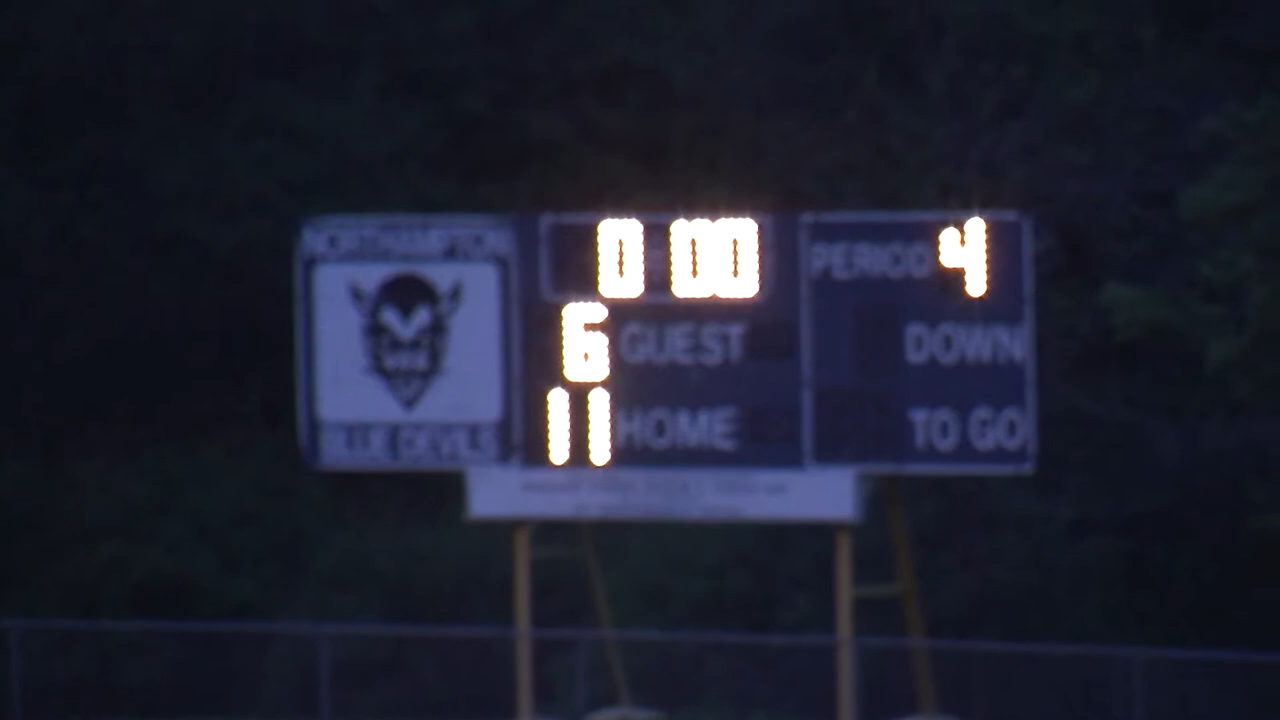 NORTHAMPTON
0 00
PERIOD 4
6 GUEST
DOWN
11 HOME
TO GO
BLUE DEVILS